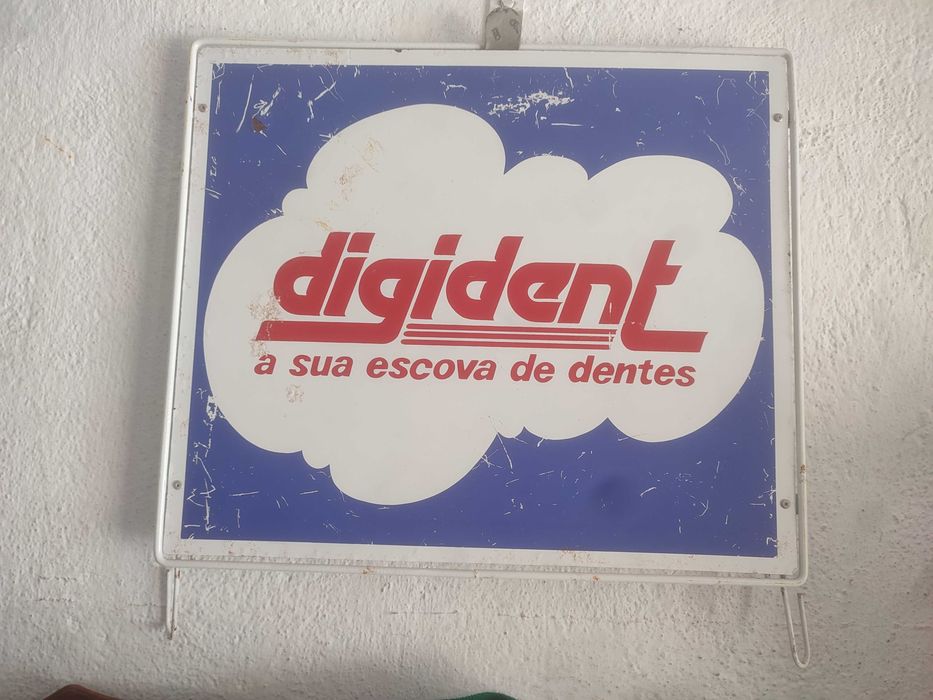 digident
a sua escova de dentes